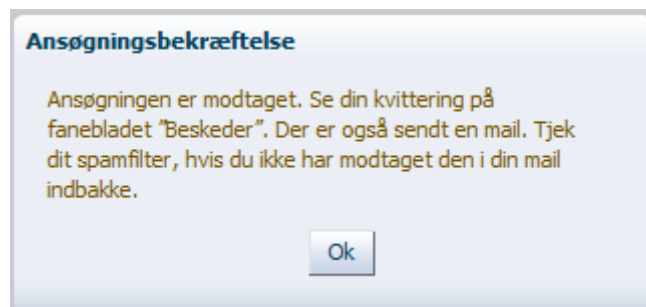 Ansøgningsbekræftelse
Ansøgningen er modtaget. Se din kvittering på
fanebladet "Beskeder". Der er også sendt en mail. Tjek
dit spamfilter, hvis du ikke har modtaget den i din mail
indbakke.
Ok